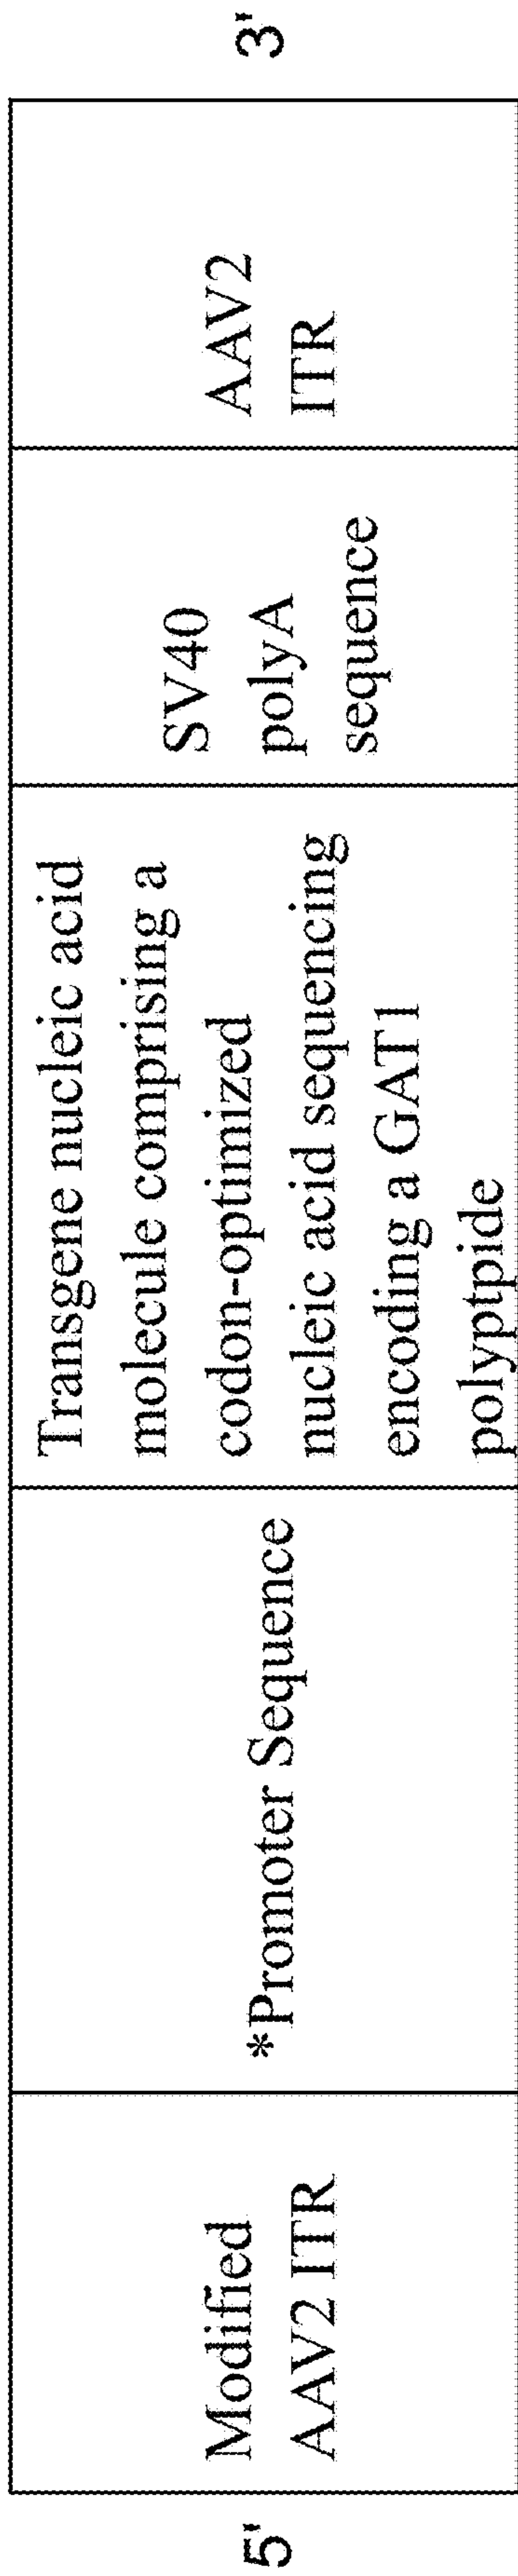 5'
Modified
AAV2 ITR
*Promoter Sequence
Transgene nucleic acid
molecule comprising a
codon-optimized
nucleic acid sequencing
encoding a GAT1
polyptpide
SV40
polyA
sequence
AAV2
ITR
3'